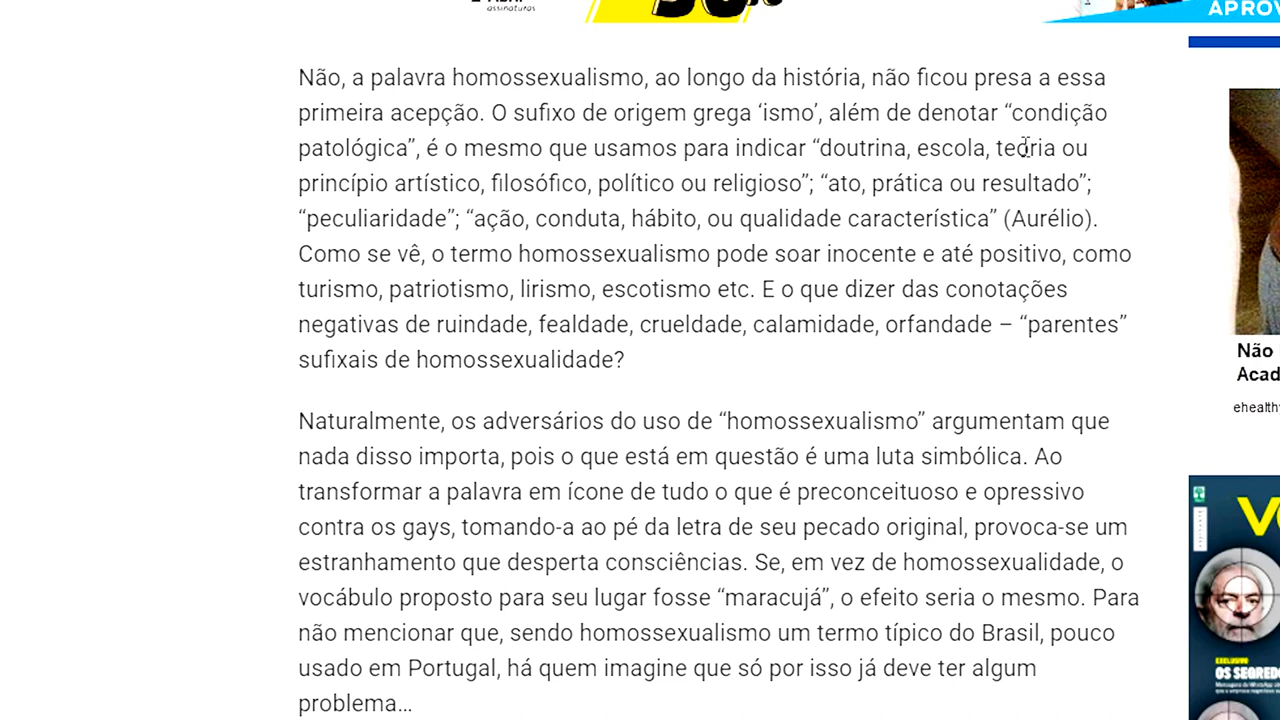 assinaturas
APROV
Não, a palavra homossexualismo, ao longo da história, não ficou presa a essa
primeira acepção. O sufixo de origem grega ‘ismo’, além de denotar “condição
patológica”, é o mesmo que usamos para indicar “doutrina, escola, teoria ou
princípio artístico, filosófico, político ou religioso”; “ato, prática ou resultado”;
“peculiaridade”; “ação, conduta, hábito, ou qualidade característica” (Aurélio).
Como se vê, o termo homossexualismo pode soar inocente e até positivo, como
turismo, patriotismo, lirismo, escotismo etc. E o que dizer das conotações
negativas de ruindade, fealdade, crueldade, calamidade, orfandade – “parentes”
sufixais de homossexualidade?
Naturalmente, os adversários do uso de “homossexualismo” argumentam que
nada disso importa, pois o que está em questão é uma luta simbólica. Ao
transformar a palavra em ícone de tudo o que é preconceituoso e opressivo
contra os gays, tomando-a ao pé da letra de seu pecado original, provoca-se um
estranhamento que desperta consciências. Se, em vez de homossexualidade, o
vocábulo proposto para seu lugar fosse “maracujá”, o efeito seria o mesmo. Para
não mencionar que, sendo homossexualismo um termo típico do Brasil, pouco
usado em Portugal, há quem imagine que só por isso já deve ter algum
problema…
Não
Acad
ehealthy
EXCLUSIVO
OS SEGREDO